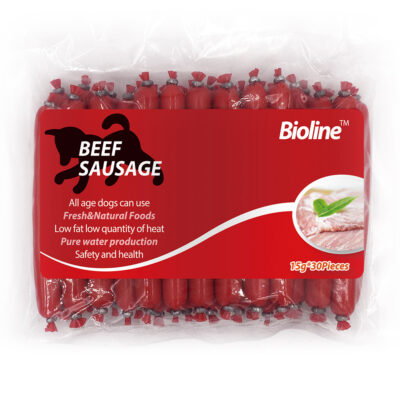 BEEF
SAUSAGE
All age dogs can use
Fresh&Natural Foods
Low fat low quantity of heat
Pure water production
Safety and health
Bioline™
15g*30Pieces